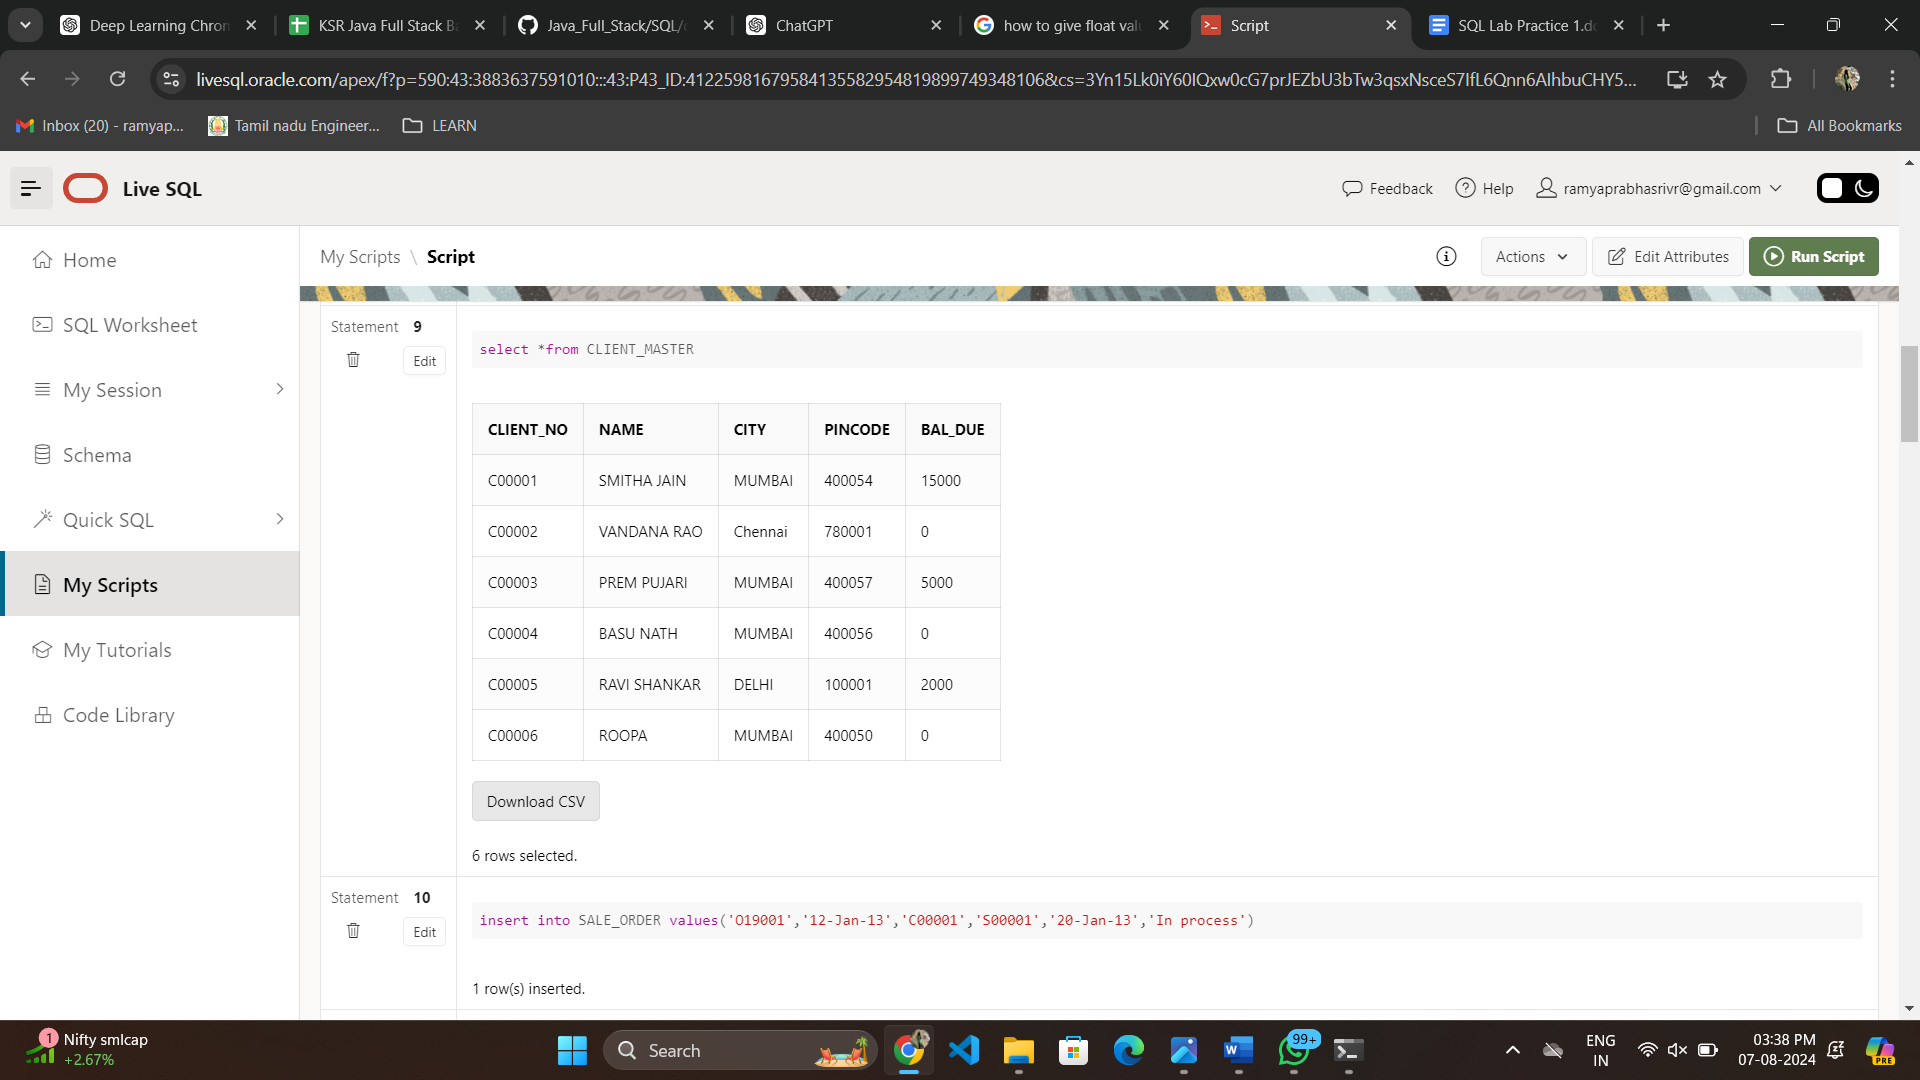 Deep Learning Chron
KSR Java Full Stack Ba
Java_Full_Stack/SQL/
ChatGPT
how to give float valu
Script
SQL Lab Practice 1.do
livesql.oracle.com/apex/f?p=590:43:3883637591010:::43:P43_ID:41225981679584135582954819899749348106&cs=3Yn15Lk0iY60IQxw0cG7prJEZbU3bTw3qsxNsceS7IfL6Qnn6AIhbuCHY5...
Inbox (20) - ramyap...
Tamil nadu Engineer...
LEARN
All Bookmarks
Live SQL
Feedback
Help
ramyaprabhasrivr@gmail.com
Home
SQL Worksheet
My Session
Schema
Quick SQL
My Scripts
My Tutorials
Code Library
My Scripts \ Script
Actions
Edit Attributes
Run Script
Statement 9
Edit
select *from CLIENT_MASTER
CLIENT_NO NAME CITY PINCODE BAL_DUE
C00001 SMITHA JAIN MUMBAI 400054 15000
C00002 VANDANA RAO Chennai 780001 0
C00003 PREM PUJARI MUMBAI 400057 5000
C00004 BASU NATH MUMBAI 400056 0
C00005 RAVI SHANKAR DELHI 100001 2000
C00006 ROOPA MUMBAI 400050 0
Download CSV
6 rows selected.
Statement 10
Edit
insert into SALE_ORDER values('O19001','12-Jan-13','C00001','S00001','20-Jan-13','In process')
1 row(s) inserted.
1
Nifty smlcap
+2.67%
Search
99+
ENG
IN
03:38 PM
07-08-2024
PRE